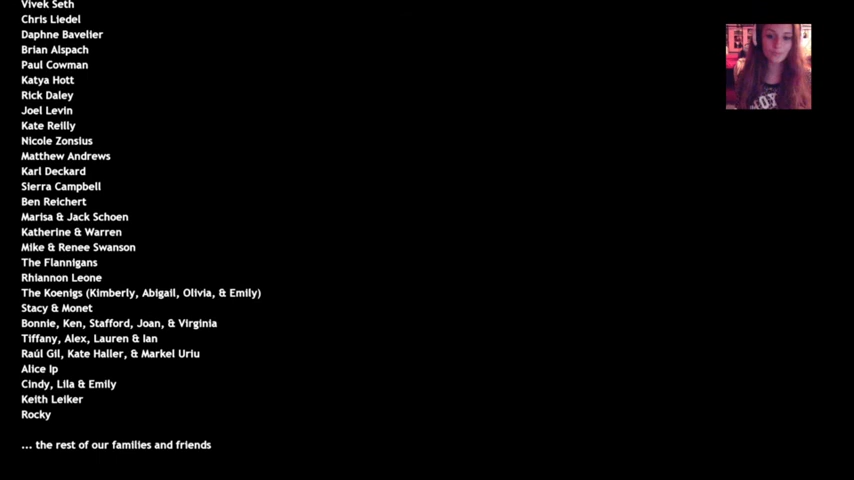 Vivek Seth
Chris Liedel
Daphne Bavelier
Brian Alspach
Paul Cowman
Katya Hott
Rick Daley
Joel Levin
Kate Reilly
Nicole Zonsius
Matthew Andrews
Karl Deckard
Sierra Campbell
Ben Reichert
Marisa & Jack Schoen
Katherine & Warren
Mike & Renee Swanson
The Flannigans
Rhiannon Leone
The Koenigs (Kimberly, Abigail, Olivia, & Emily)
Stacy & Monet
Bonnie, Ken, Stafford, Joan, & Virginia
Tiffany, Alex, Lauren & Ian
Raúl Gil, Kate Haller, & Markel Uriu
Alice Ip
Cindy, Lila & Emily
Keith Leiker
Rocky
... the rest of our families and friends